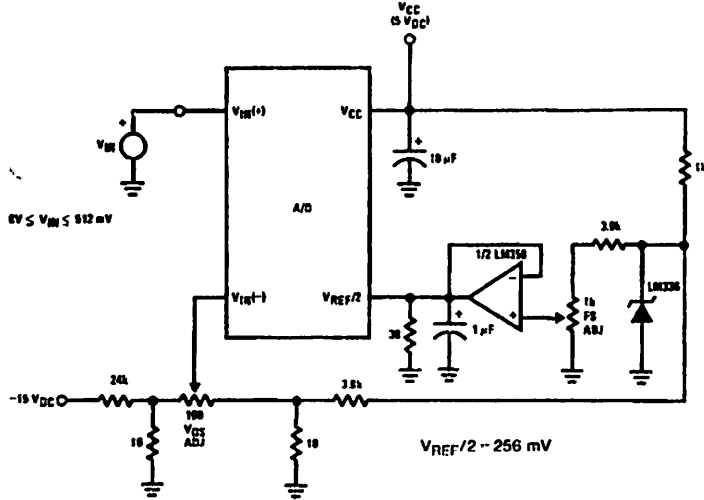 VCC
(5 VDC)
VIN(+)
VCC
+
VIN
+
10 µF
1k
A/D
0V ≤ VIN ≤ 512 mV
3.9k
1/2 LM358
VIN(−)
VREF/2
−
+
+
1 µF
1k
FS
ADJ
LM336
24k
3.9k
−15 VDC
100
VOS
ADJ
VREF/2 - 256 mV